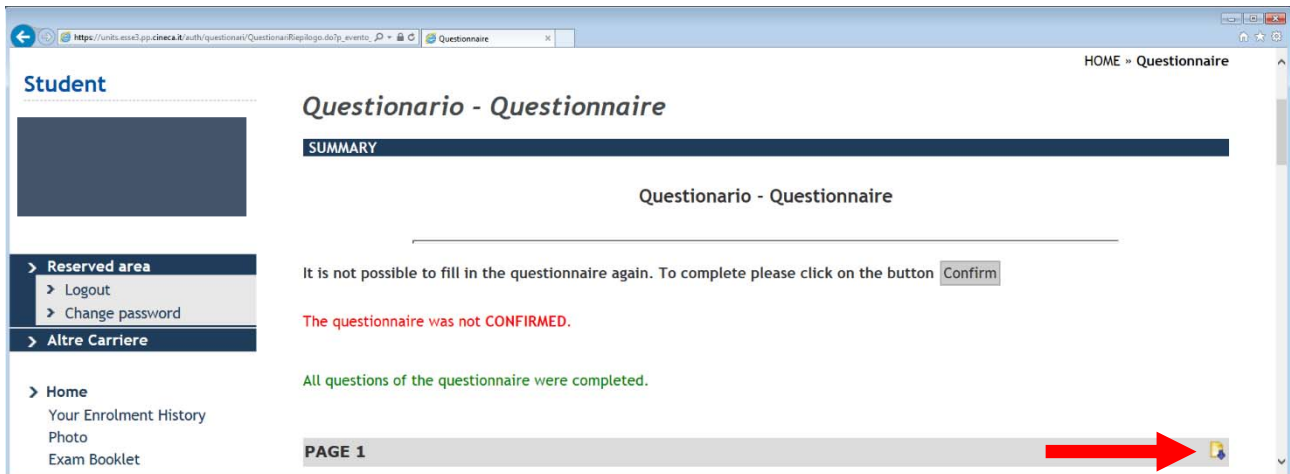 https://units.esse3.pp.cineca.it/auth/questionari/QuestionariRiepilogo.do?p_evento_
Questionnaire
HOME » Questionnaire
Student
Questionario - Questionnaire
SUMMARY
Questionario - Questionnaire
Reserved area
Logout
Change password
Altre Carriere
Home
Your Enrolment History
Photo
Exam Booklet
It is not possible to fill in the questionnaire again. To complete please click on the button Confirm
The questionnaire was not CONFIRMED.
All questions of the questionnaire were completed.
PAGE 1